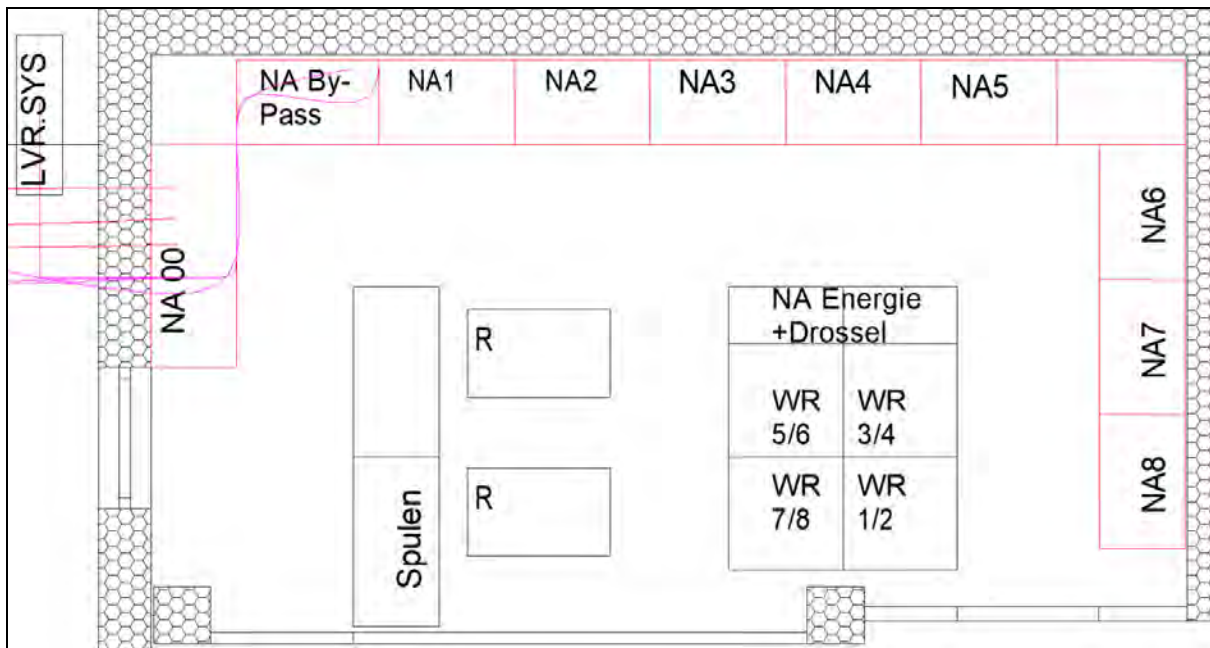 LVR.SYS
NA By-
Pass
NA1
NA2
NA3
NA4
NA5
NA6
NA7
NA8
NA 00
R
R
Spulen
NA Energie
+Drossel
WR
5/6
WR
3/4
WR
7/8
WR
1/2